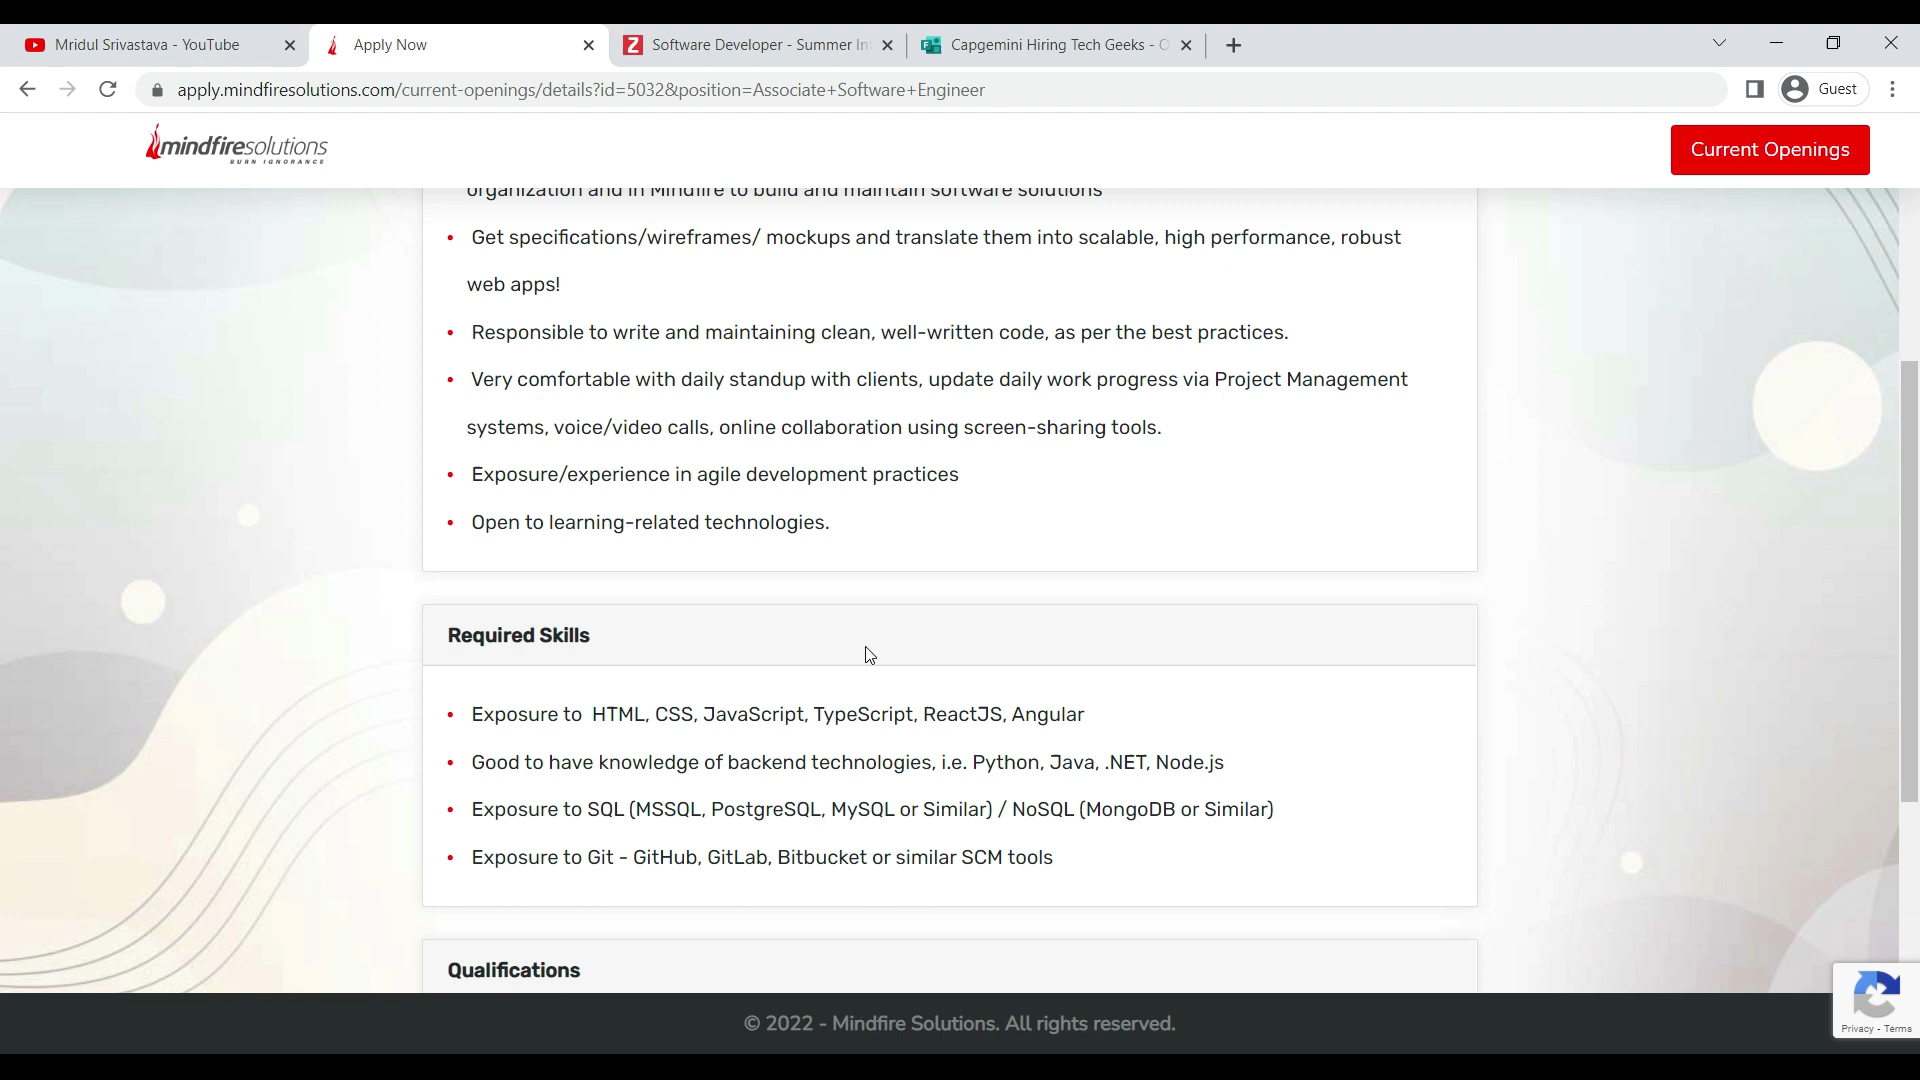 Mridul Srivastava - YouTube
Apply Now
Software Developer - Summer In
Capgemini Hiring Tech Geeks - O
apply.mindfiresolutions.com/current-openings/details?id=5032&position=Associate+Software+Engineer
Guest
mindfiresolutions
BURN IGNORANCE
Current Openings
organization and in Mindfire to build and maintain software solutions
• Get specifications/wireframes/ mockups and translate them into scalable, high performance, robust
web apps!
• Responsible to write and maintaining clean, well-written code, as per the best practices.
• Very comfortable with daily standup with clients, update daily work progress via Project Management
systems, voice/video calls, online collaboration using screen-sharing tools.
• Exposure/experience in agile development practices
• Open to learning-related technologies.
Required Skills
• Exposure to HTML, CSS, JavaScript, TypeScript, ReactJS, Angular
• Good to have knowledge of backend technologies, i.e. Python, Java, .NET, Node.js
• Exposure to SQL (MSSQL, PostgreSQL, MySQL or Similar) / NoSQL (MongoDB or Similar)
• Exposure to Git - GitHub, GitLab, Bitbucket or similar SCM tools
Qualifications
© 2022 - Mindfire Solutions. All rights reserved.
Privacy - Terms